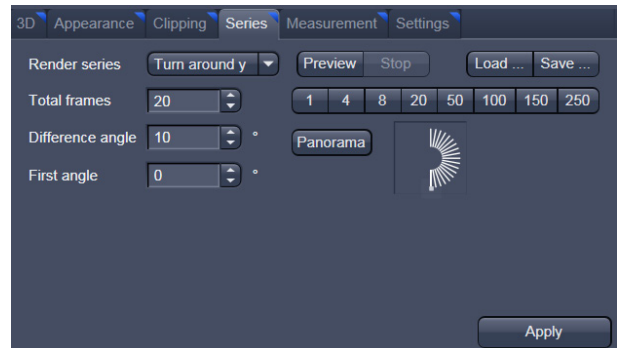 3D Appearance Clipping Series Measurement Settings
Render series Turn around y Preview Stop Load ... Save ...
Total frames 20 1 4 8 20 50 100 150 250
Difference angle 10 ° Panorama
First angle 0 °
Apply